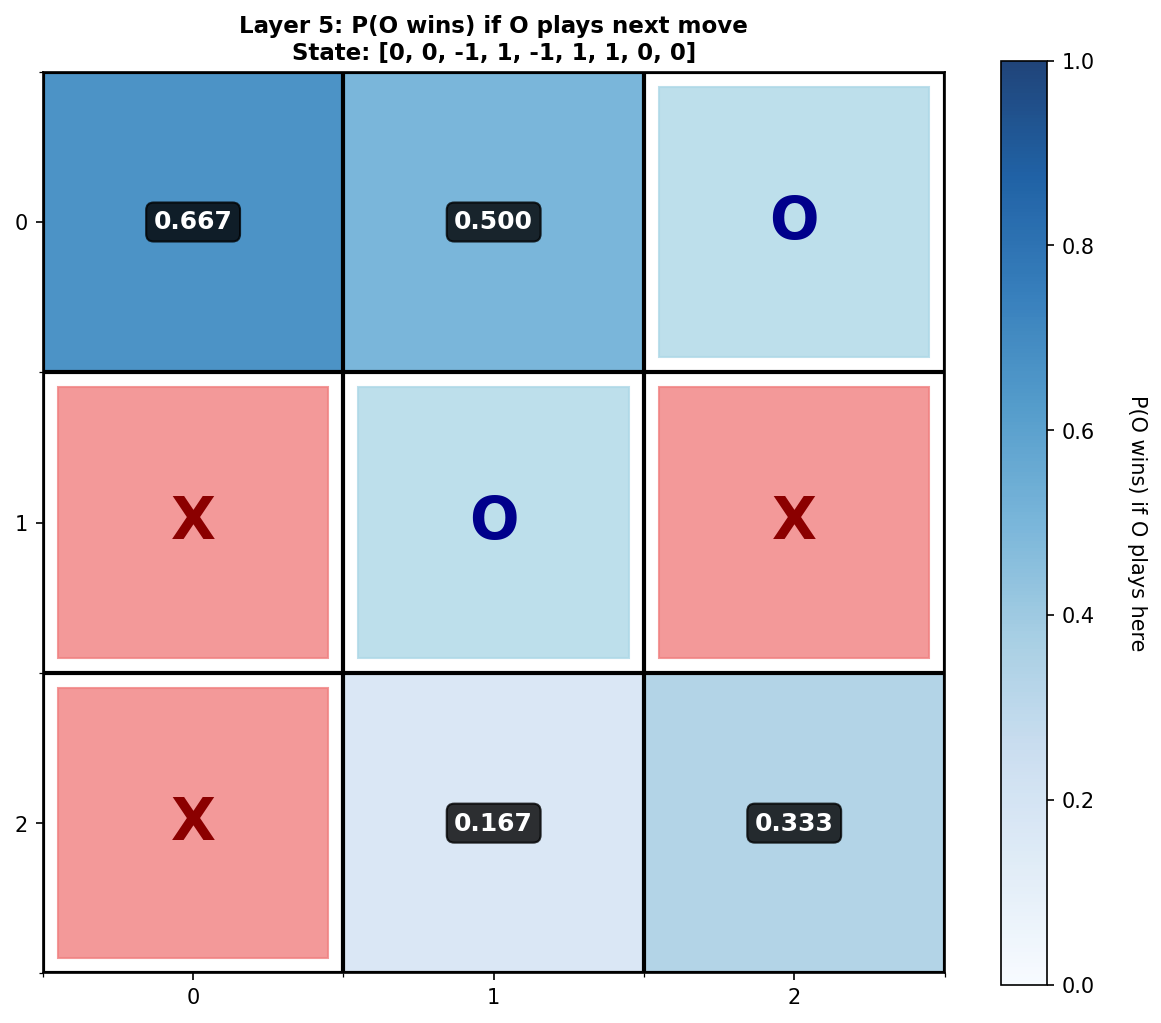 Layer 5: P(O wins) if O plays next move
State: [0, 0, -1, 1, -1, 1, 1, 0, 0]
0
0.667
0.500
O
1
X
O
X
2
X
0.167
0.333
0
1
2
1.0
0.8
0.6
0.4
0.2
0.0
P(O wins) if O plays here